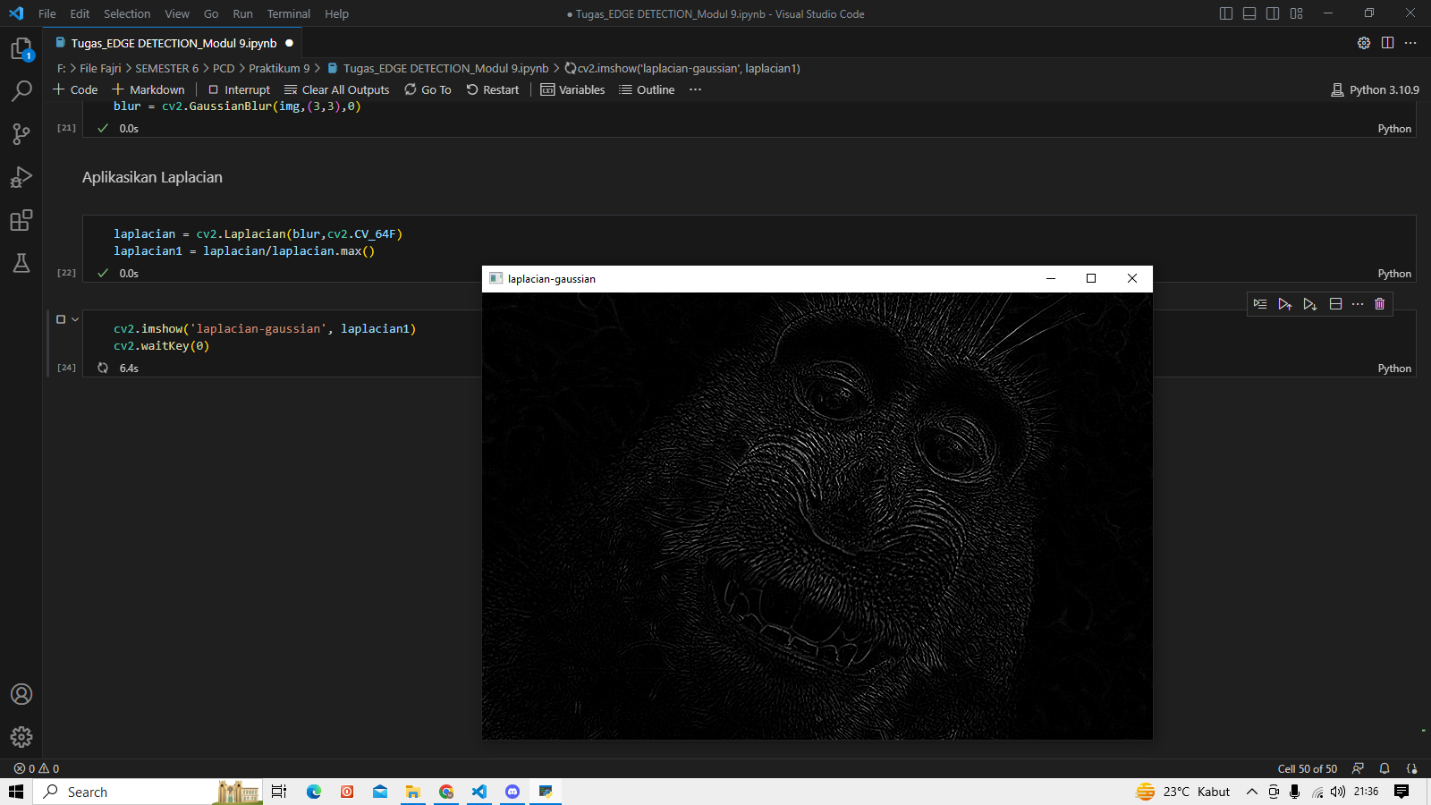 File Edit Selection View Go Run Terminal Help
● Tugas_EDGE DETECTION_Modul 9.ipynb - Visual Studio Code
Tugas_EDGE DETECTION_Modul 9.ipynb ●
1
F: > File Fajri > SEMESTER 6 > PCD > Praktikum 9 > Tugas_EDGE DETECTION_Modul 9.ipynb > cv2.imshow('laplacian-gaussian', laplacian1)
+ Code + Markdown Interrupt Clear All Outputs Go To Restart Variables Outline ··· Python 3.10.9
blur = cv2.GaussianBlur(img,(3,3),0)
[21] ✓ 0.0s Python
Aplikasikan Laplacian
laplacian = cv2.Laplacian(blur,cv2.CV_64F)
laplacian1 = laplacian/laplacian.max()
[22] ✓ 0.0s Python
laplacian-gaussian
cv2.imshow('laplacian-gaussian', laplacian1)
cv2.waitKey(0)
[24] 6.4s Python
0 0 Cell 50 of 50
Search 23°C Kabut 21:36